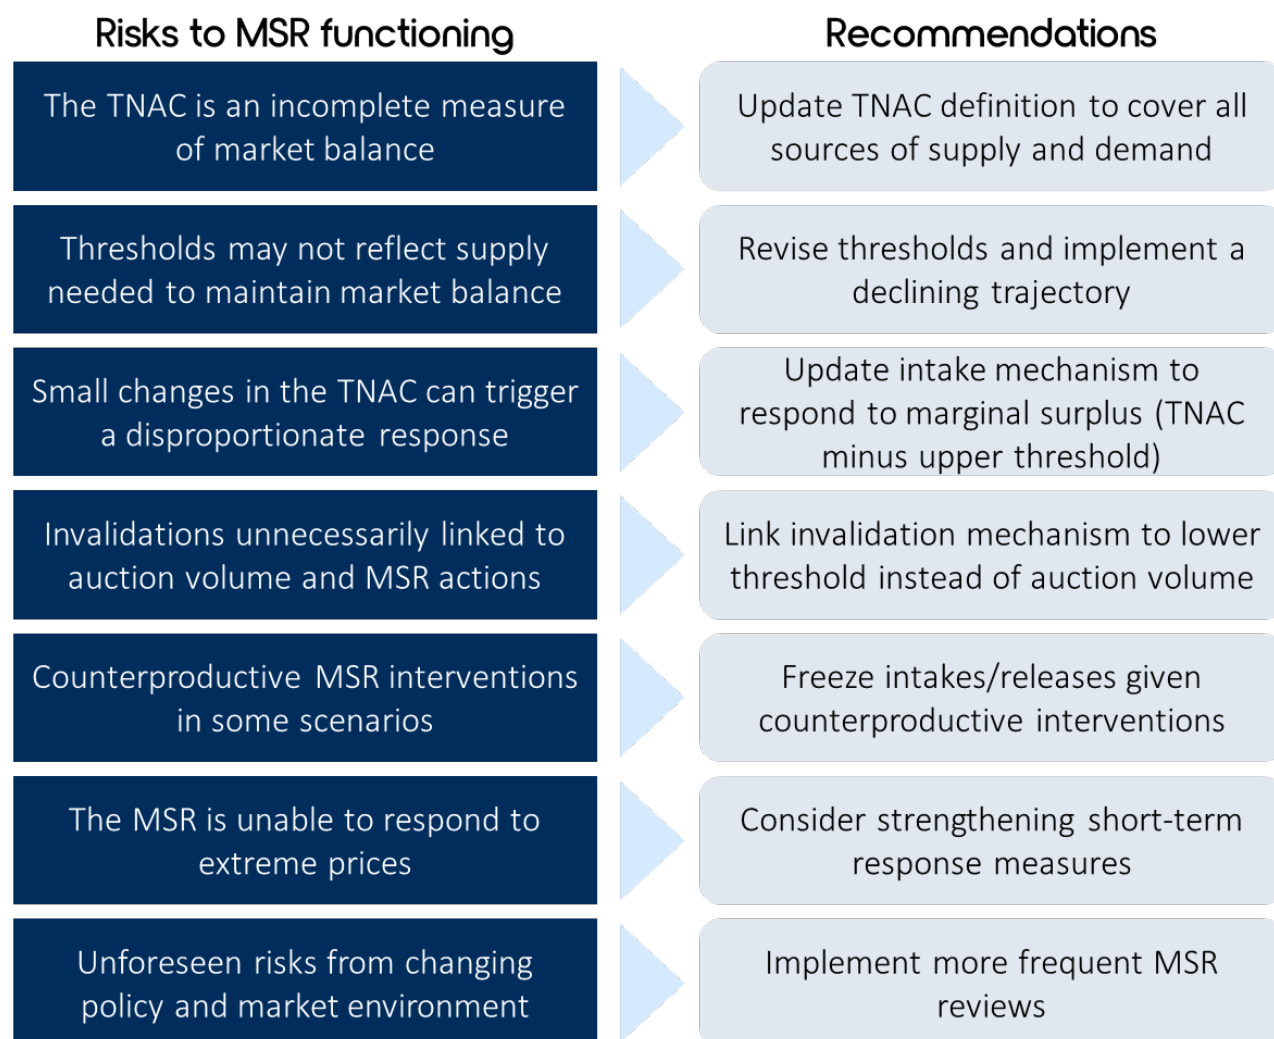 Risks to MSR functioning
Recommendations
The TNAC is an incomplete measure
of market balance
Update TNAC definition to cover all
sources of supply and demand
Thresholds may not reflect supply
needed to maintain market balance
Revise thresholds and implement a
declining trajectory
Small changes in the TNAC can trigger
a disproportionate response
Update intake mechanism to
respond to marginal surplus (TNAC
minus upper threshold)
Invalidations unnecessarily linked to
auction volume and MSR actions
Link invalidation mechanism to lower
threshold instead of auction volume
Counterproductive MSR interventions
in some scenarios
Freeze intakes/releases given
counterproductive interventions
The MSR is unable to respond to
extreme prices
Consider strengthening short-term
response measures
Unforeseen risks from changing
policy and market environment
Implement more frequent MSR
reviews